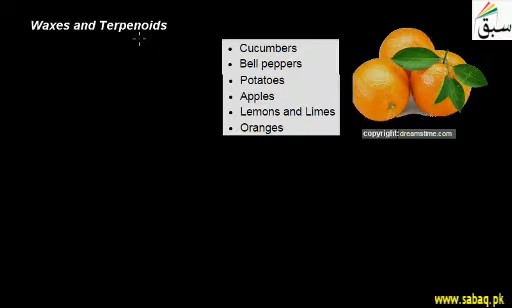 Waxes and Terpenoids
سبق
• Cucumbers
• Bell peppers
• Potatoes
• Apples
• Lemons and Limes
• Oranges
copyright:dreamstime.com
www.sabaq.pk